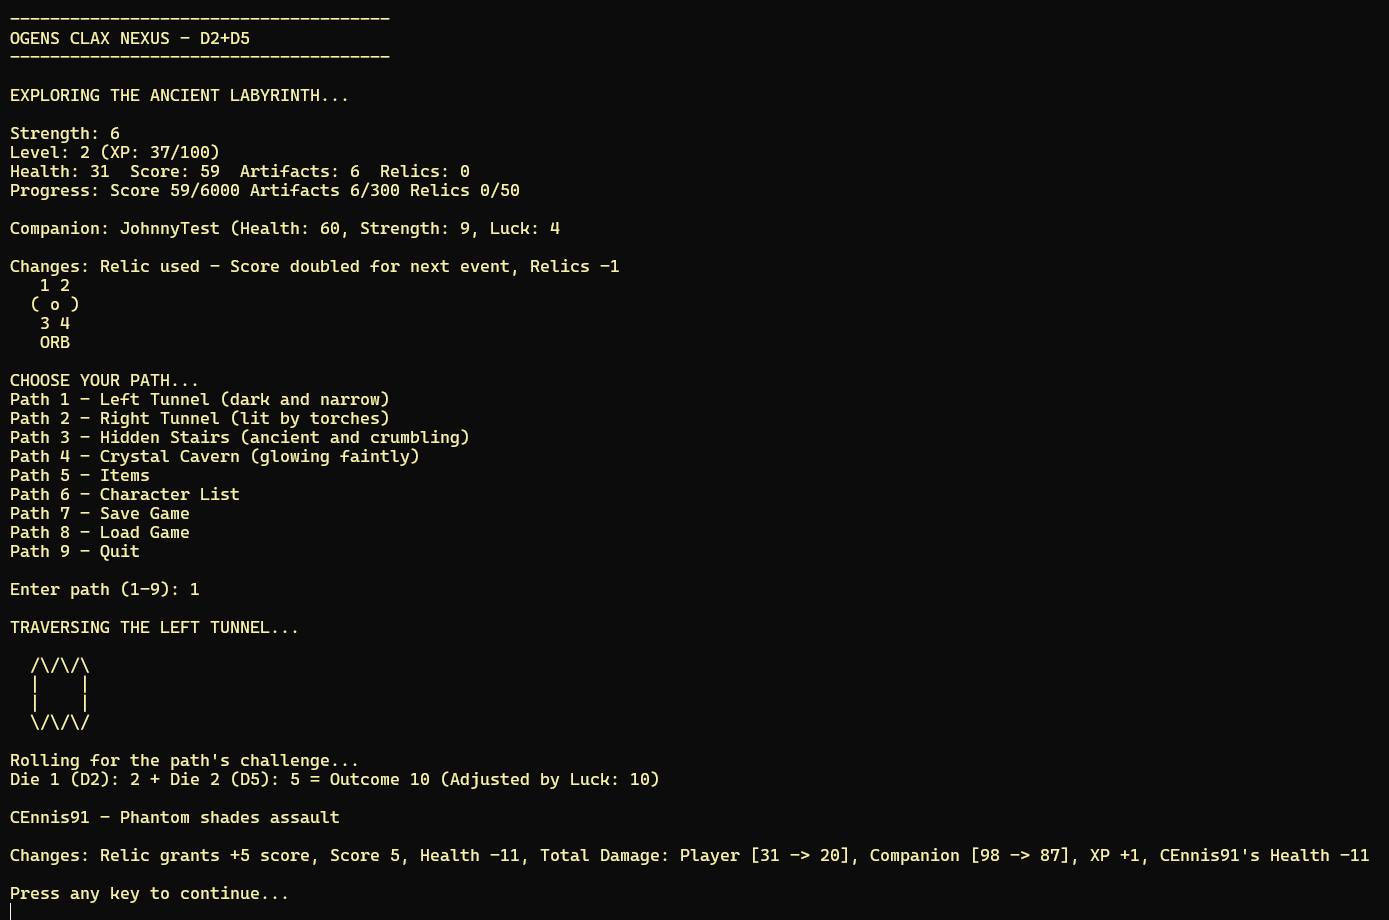 --------------------------------------
OGENS CLAX NEXUS - D2+D5
--------------------------------------
EXPLORING THE ANCIENT LABYRINTH...
Strength: 6
Level: 2 (XP: 37/100)
Health: 31  Score: 59  Artifacts: 6  Relics: 0
Progress: Score 59/6000 Artifacts 6/300 Relics 0/50
Companion: JohnnyTest (Health: 60, Strength: 9, Luck: 4
Changes: Relic used - Score doubled for next event, Relics -1
   1 2
  ( o )
   3 4
   ORB
CHOOSE YOUR PATH...
Path 1 - Left Tunnel (dark and narrow)
Path 2 - Right Tunnel (lit by torches)
Path 3 - Hidden Stairs (ancient and crumbling)
Path 4 - Crystal Cavern (glowing faintly)
Path 5 - Items
Path 6 - Character List
Path 7 - Save Game
Path 8 - Load Game
Path 9 - Quit
Enter path (1-9): 1
TRAVERSING THE LEFT TUNNEL...
  /\/\/\
  |    |
  |    |
  \/\/\/
Rolling for the path's challenge...
Die 1 (D2): 2 + Die 2 (D5): 5 = Outcome 10 (Adjusted by Luck: 10)
CEnnis91 - Phantom shades assault
Changes: Relic grants +5 score, Score 5, Health -11, Total Damage: Player [31 -> 20], Companion [98 -> 87], XP +1, CEnnis91's Health -11
Press any key to continue...